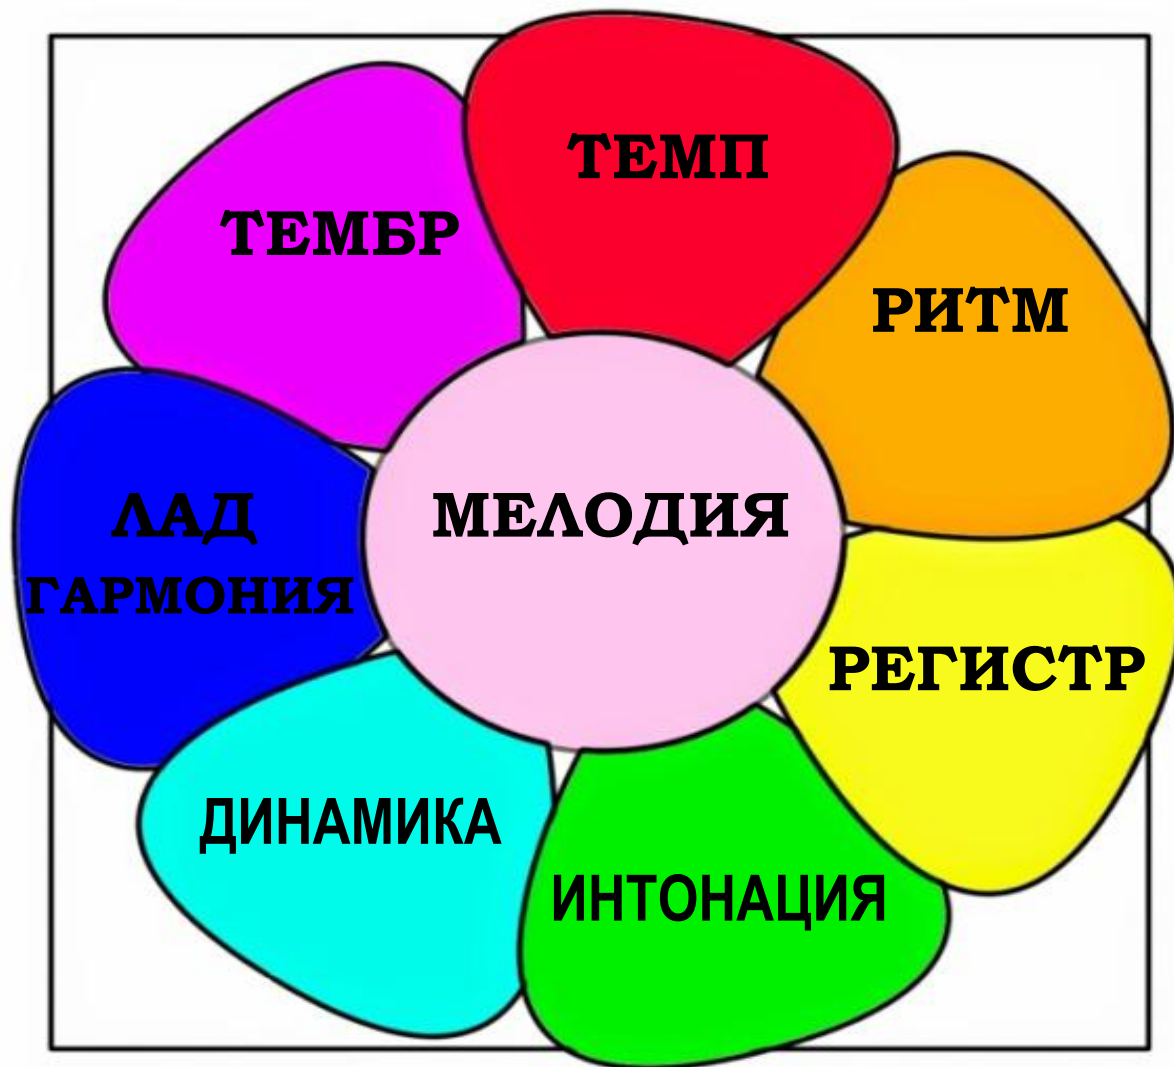 ТЕМП
ТЕМБР
РИТМ
ЛАД
ГАРМОНИЯ
МЕЛОДИЯ
РЕГИСТР
ДИНАМИКА
ИНТОНАЦИЯ